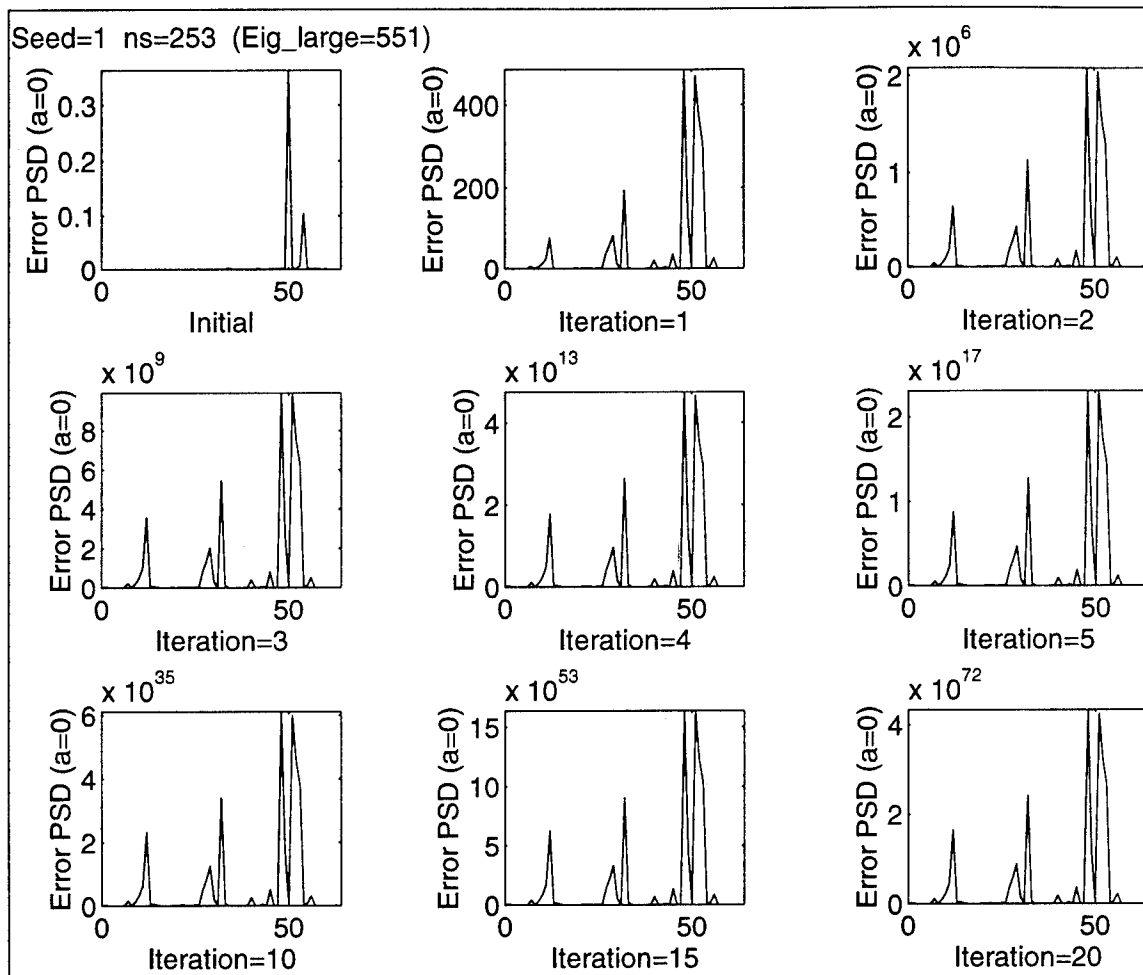 Seed=1 ns=253 (Eig_large=551)
Error PSD (a=0)
0.3
0.2
0.1
0
0 50
Initial
Error PSD (a=0)
400
200
0
0 50
Iteration=1
x 10^6
Error PSD (a=0)
2
1
0
0 50
Iteration=2
x 10^9
Error PSD (a=0)
8
6
4
2
0
0 50
Iteration=3
x 10^13
Error PSD (a=0)
4
2
0
0 50
Iteration=4
x 10^17
Error PSD (a=0)
2
1
0
0 50
Iteration=5
x 10^35
Error PSD (a=0)
6
4
2
0
0 50
Iteration=10
x 10^53
Error PSD (a=0)
15
10
5
0
0 50
Iteration=15
x 10^72
Error PSD (a=0)
4
2
0
0 50
Iteration=20